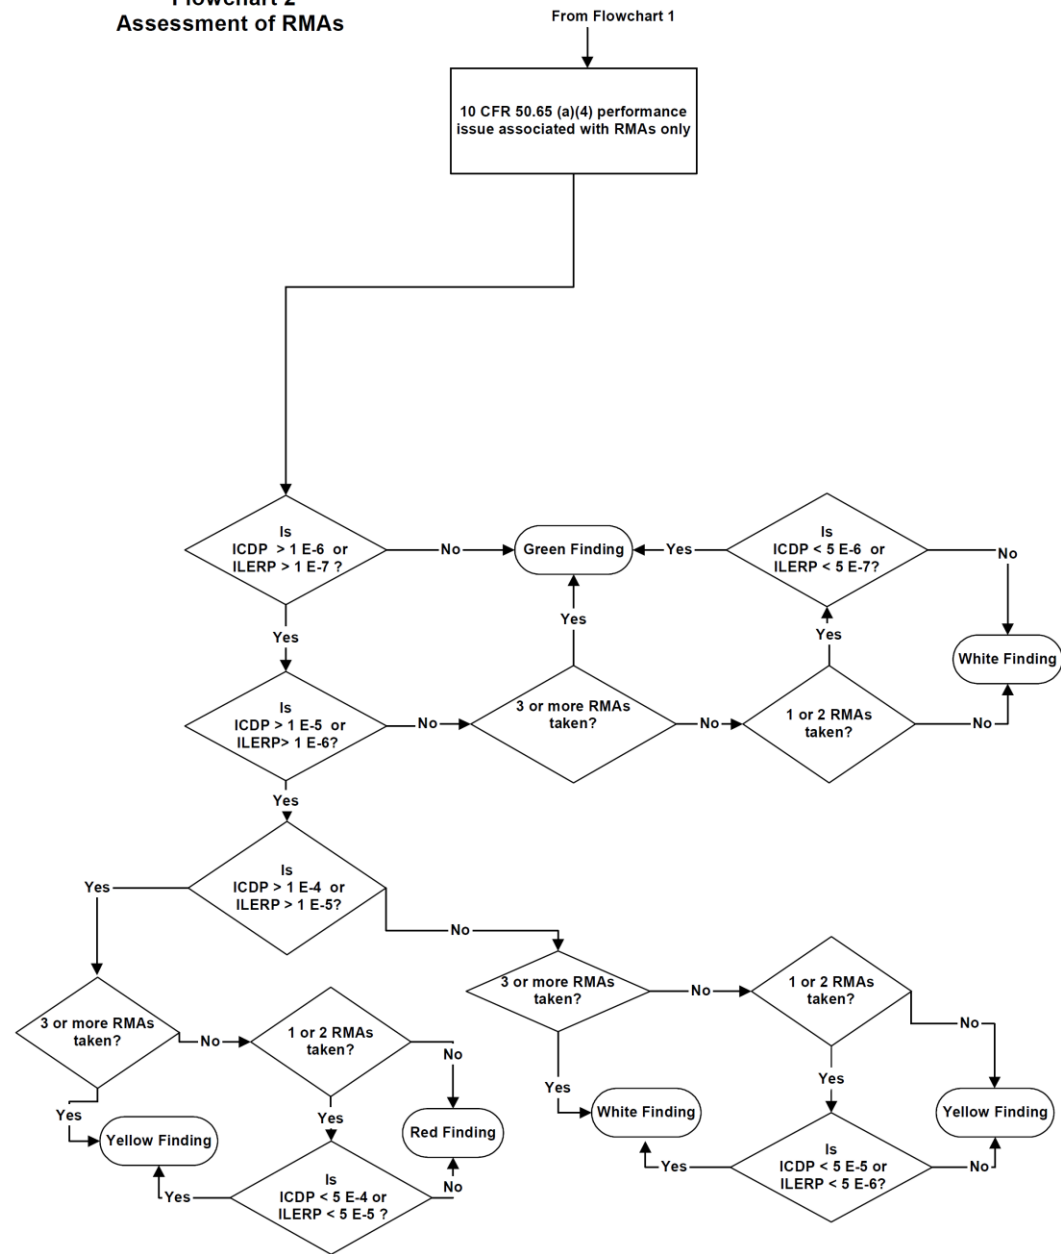 Flowchart 2
Assessment of RMAs
From Flowchart 1
10 CFR 50.65 (a)(4) performance
issue associated with RMAs only
Is
ICDP > 1 E-6 or
ILERP > 1 E-7 ?
No
Green Finding
Yes
Is
ICDP < 5 E-6 or
ILERP < 5 E-7?
No
Yes
Yes
Yes
White Finding
Is
ICDP > 1 E-5 or
ILERP> 1 E-6?
No
3 or more RMAs
taken?
No
1 or 2 RMAs
taken?
No
Yes
Is
ICDP > 1 E-4 or
ILERP > 1 E-5?
Yes
No
3 or more RMAs
taken?
No
1 or 2 RMAs
taken?
No
3 or more RMAs
taken?
No
1 or 2 RMAs
taken?
No
Yes
Yes
Yes
Yes
Yellow Finding
Red Finding
White Finding
Yellow Finding
Is
ICDP < 5 E-4 or
ILERP < 5 E-5 ?
Yes
No
Is
ICDP < 5 E-5 or
ILERP < 5 E-6?
Yes
No